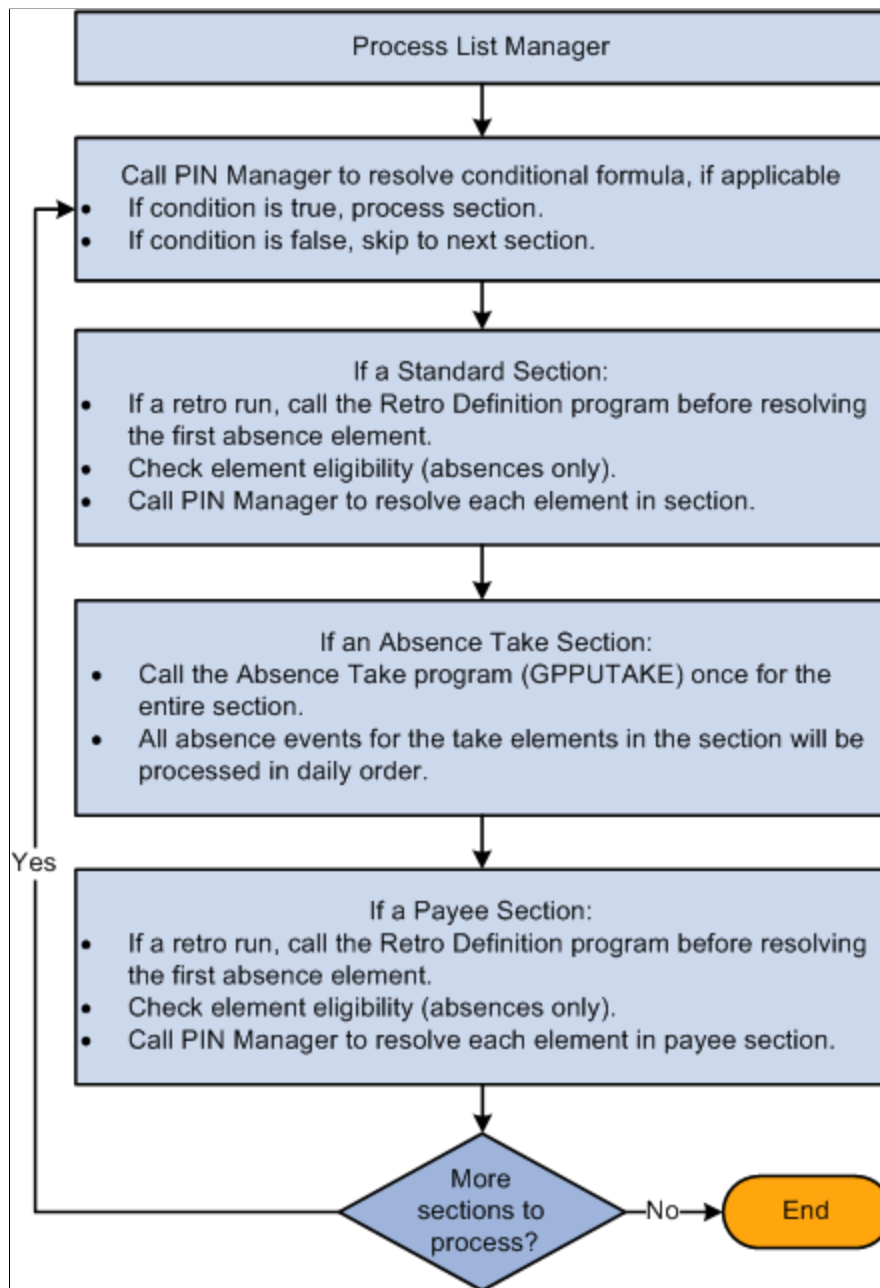 Process List Manager
Call PIN Manager to resolve conditional formula, if applicable
• If condition is true, process section.
• If condition is false, skip to next section.
If a Standard Section:
• If a retro run, call the Retro Definition program before resolving
the first absence element.
• Check element eligibility (absences only).
• Call PIN Manager to resolve each element in section.
If an Absence Take Section:
• Call the Absence Take program (GPPUTAKE) once for the
entire section.
• All absence events for the take elements in the section will be
processed in daily order.
Yes
If a Payee Section:
• If a retro run, call the Retro Definition program before resolving
the first absence element.
• Check element eligibility (absences only).
• Call PIN Manager to resolve each element in payee section.
More
sections to
process?
No
End